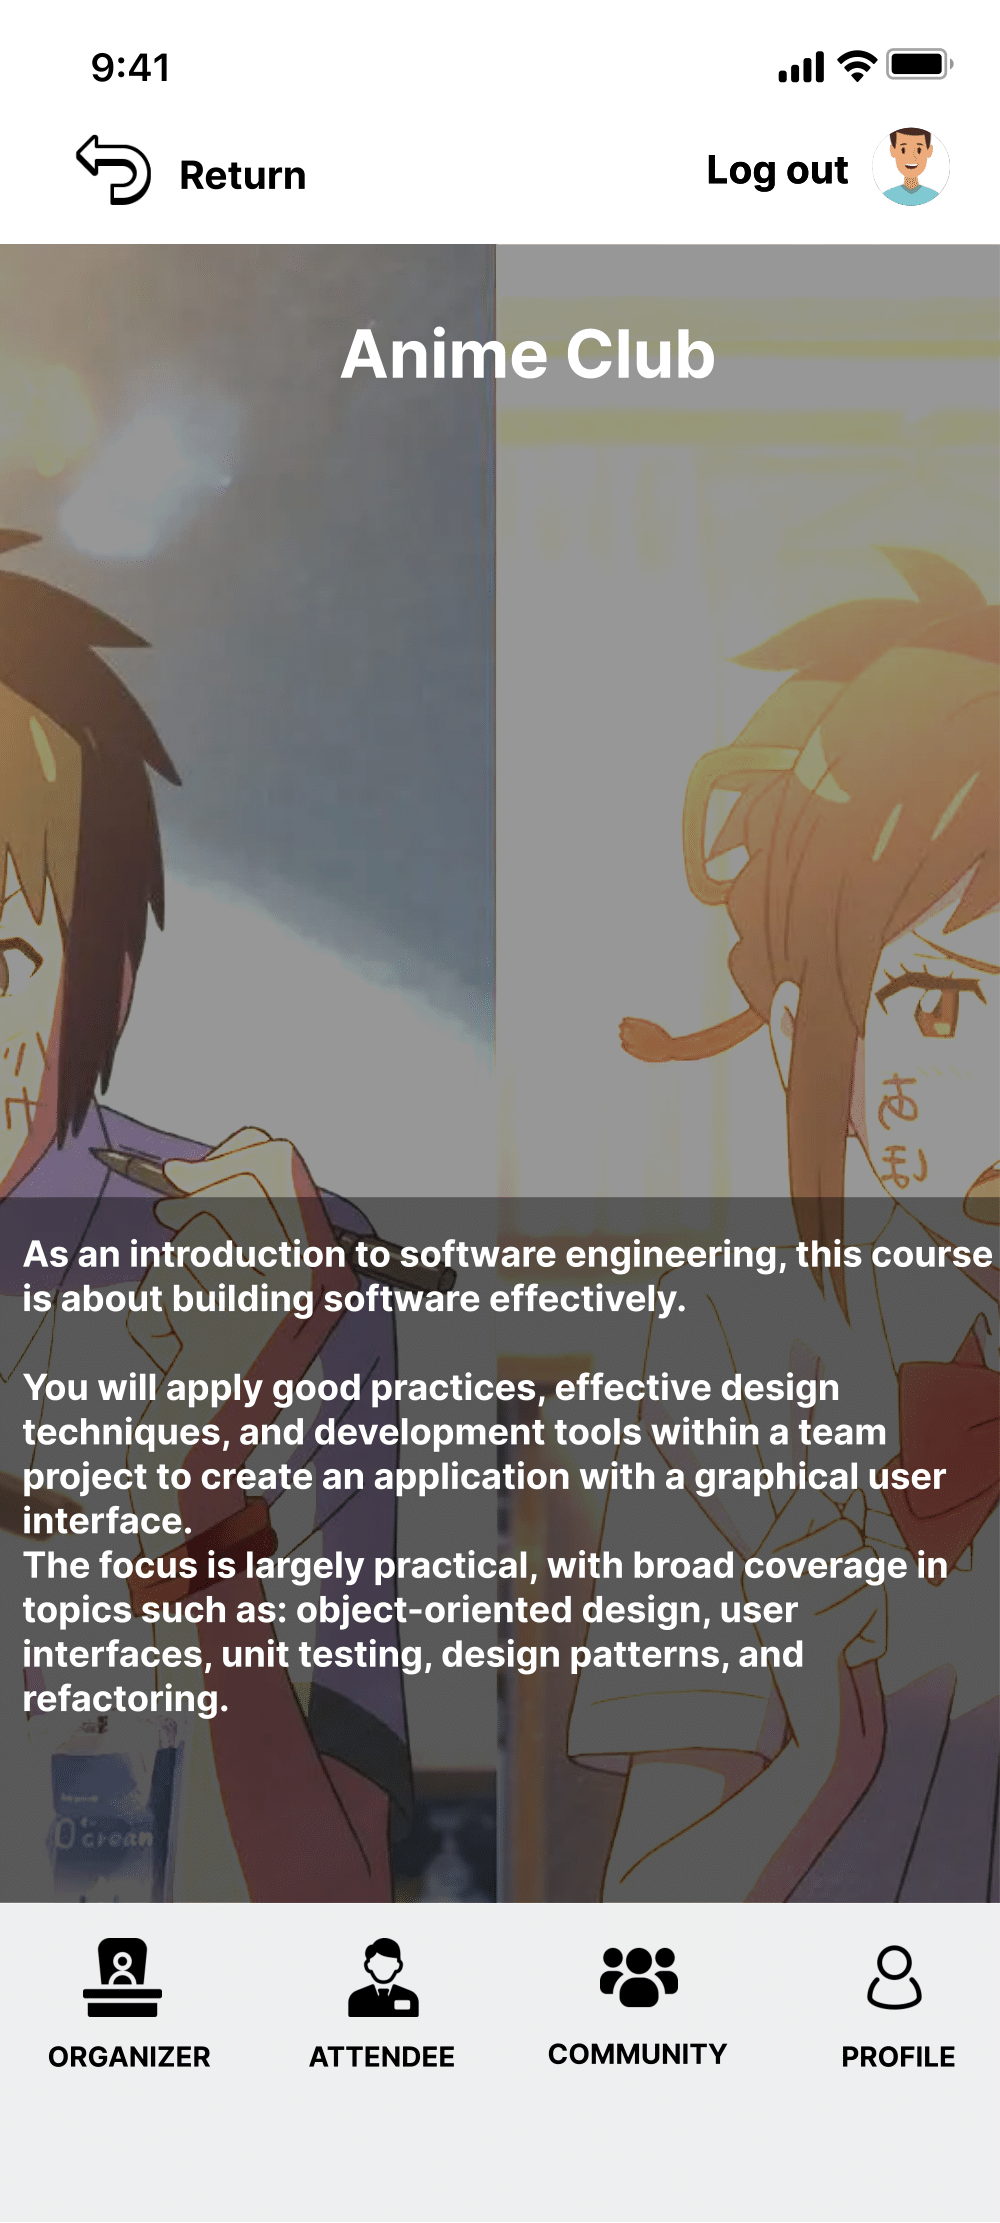 9:41
Return
Log out
Anime Club
あ
ほ
As an introduction to software engineering, this course
is about building software effectively.
You will apply good practices, effective design
techniques, and development tools within a team
project to create an application with a graphical user
interface.
The focus is largely practical, with broad coverage in
topics such as: object-oriented design, user
interfaces, unit testing, design patterns, and
refactoring.
ORGANIZER
ATTENDEE
COMMUNITY
PROFILE